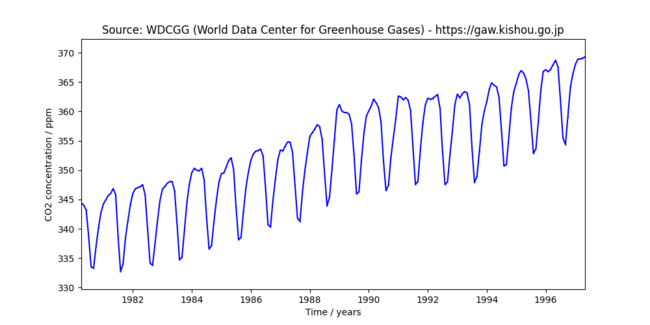 Source: WDCGG (World Data Center for Greenhouse Gases) - https://gaw.kishou.go.jp
370
365
360
355
350
345
340
335
330
CO2 concentration / ppm
1982 1984 1986 1988 1990 1992 1994 1996
Time / years